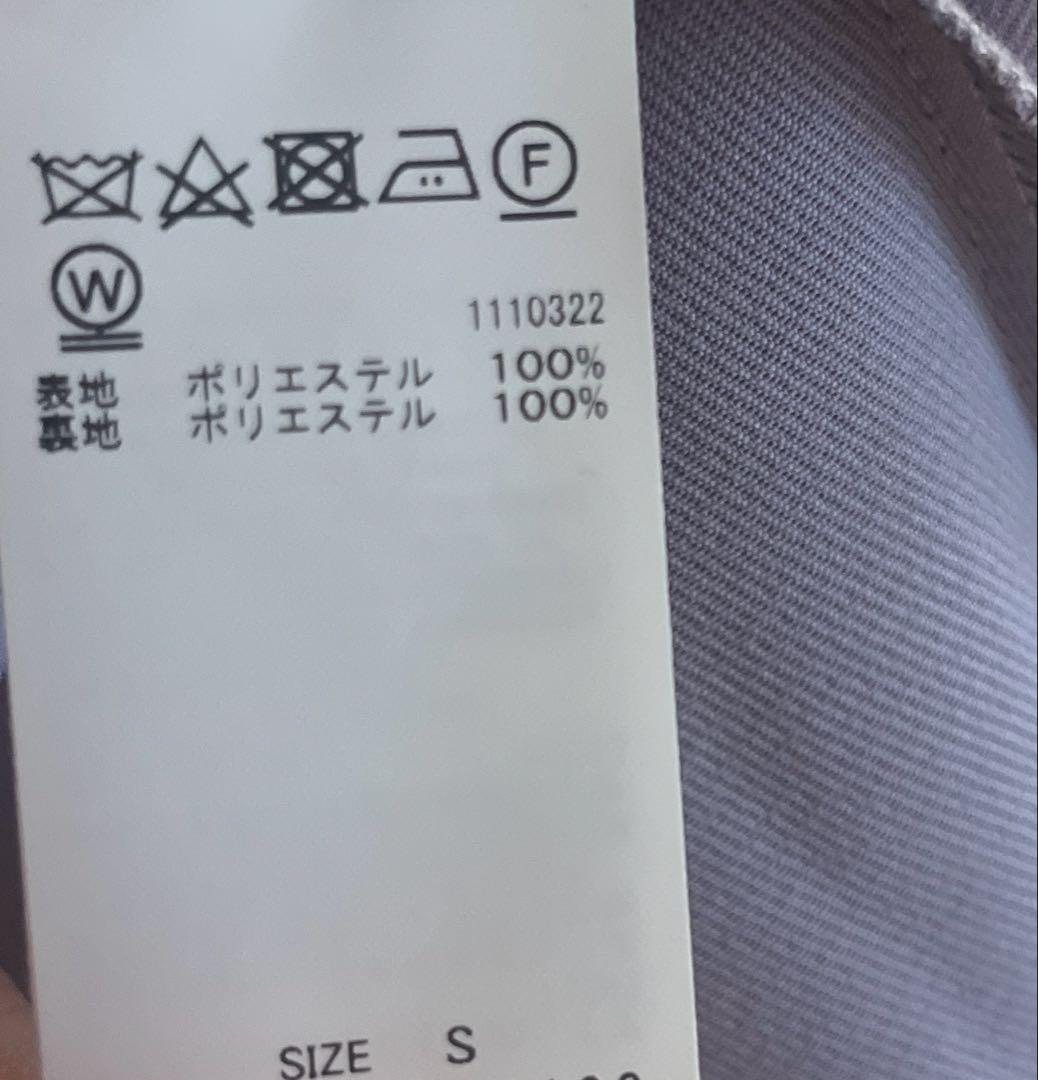 F
W
1110322
表地 ポリエステル 100%
裏地 ポリエステル 100%
SIZE S